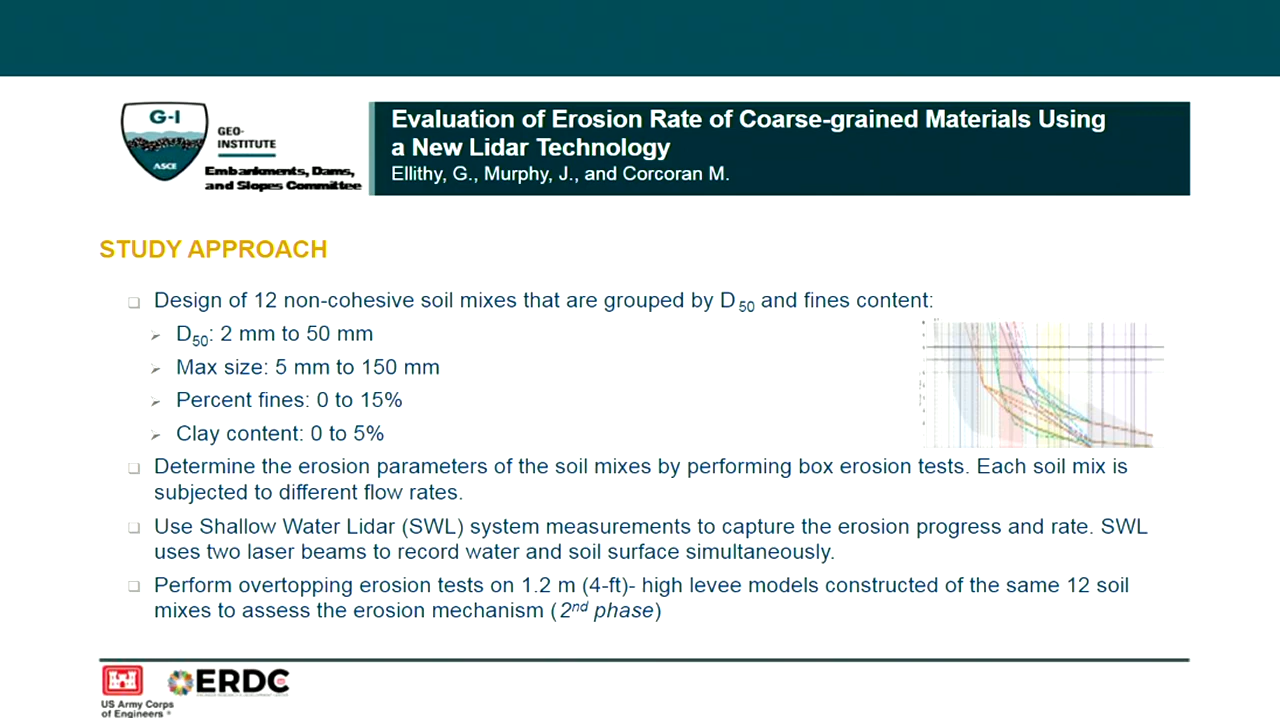 G-I
GEO-
INSTITUTE
ASCE
Embankments, Dams,
and Slopes Committee
Evaluation of Erosion Rate of Coarse-grained Materials Using
a New Lidar Technology
Ellithy, G., Murphy, J., and Corcoran M.
STUDY APPROACH
Design of 12 non-cohesive soil mixes that are grouped by D50 and fines content:
D50: 2 mm to 50 mm
Max size: 5 mm to 150 mm
Percent fines: 0 to 15%
Clay content: 0 to 5%
Determine the erosion parameters of the soil mixes by performing box erosion tests. Each soil mix is
subjected to different flow rates.
Use Shallow Water Lidar (SWL) system measurements to capture the erosion progress and rate. SWL
uses two laser beams to record water and soil surface simultaneously.
Perform overtopping erosion tests on 1.2 m (4-ft)- high levee models constructed of the same 12 soil
mixes to assess the erosion mechanism (2nd phase)
ERDC
US Army Corps
of Engineers ®